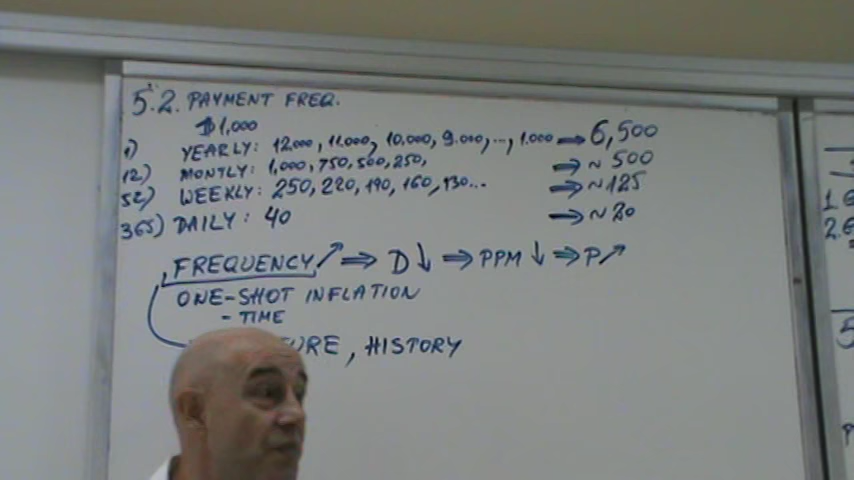 5.2. PAYMENT FREQ.
$1,000
1) YEARLY: 12.000, 11.000, 10.000, 9.000, ..., 1.000 → 6,500
12) MONTLY: 1,000, 750, 500, 250, ⇒ ~ 500
52) WEEKLY: 250, 220, 190, 160, 130... ⇒ ~125
365) DAILY: 40 ⇒ ~20
FREQUENCY ↗ ⇒ D↓ ⇒ PPM ↓ ⇒ P↗
ONE-SHOT INFLATION
- TIME
, HISTORY